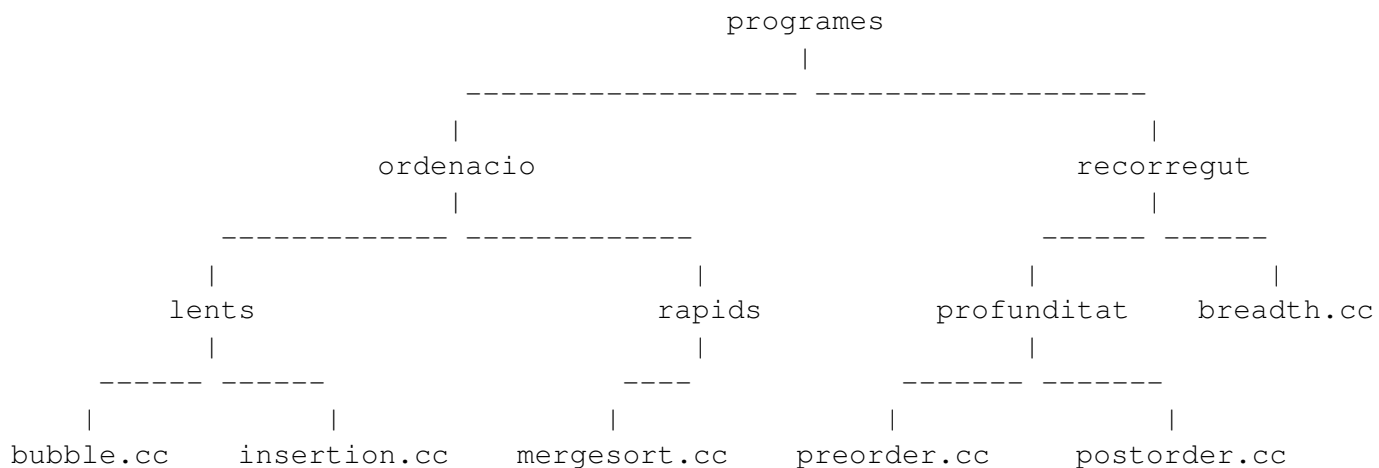 programes
ordenacio recorregut
lents rapids profunditat breadth.cc
bubble.cc insertion.cc mergesort.cc preorder.cc postorder.cc